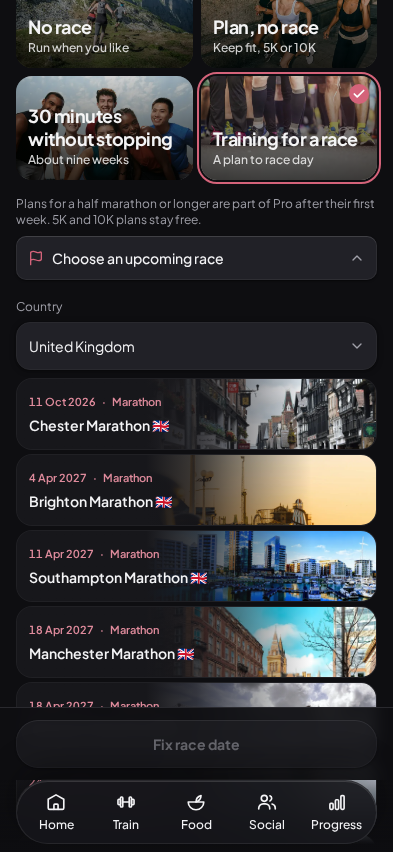 No race
Run when you like
Plan, no race
Keep fit, 5K or 10K
30 minutes
without stopping
About nine weeks
Training for a race
A plan to race day
Plans for a half marathon or longer are part of Pro after their first
week. 5K and 10K plans stay free.
Choose an upcoming race
Country
United Kingdom
11 Oct 2026 · Marathon
Chester Marathon 🇬🇧
4 Apr 2027 · Marathon
Brighton Marathon 🇬🇧
11 Apr 2027 · Marathon
Southampton Marathon 🇬🇧
18 Apr 2027 · Marathon
Manchester Marathon 🇬🇧
18 Apr 2027 · Marathon
Fix race date
Home
Train
Food
Social
Progress